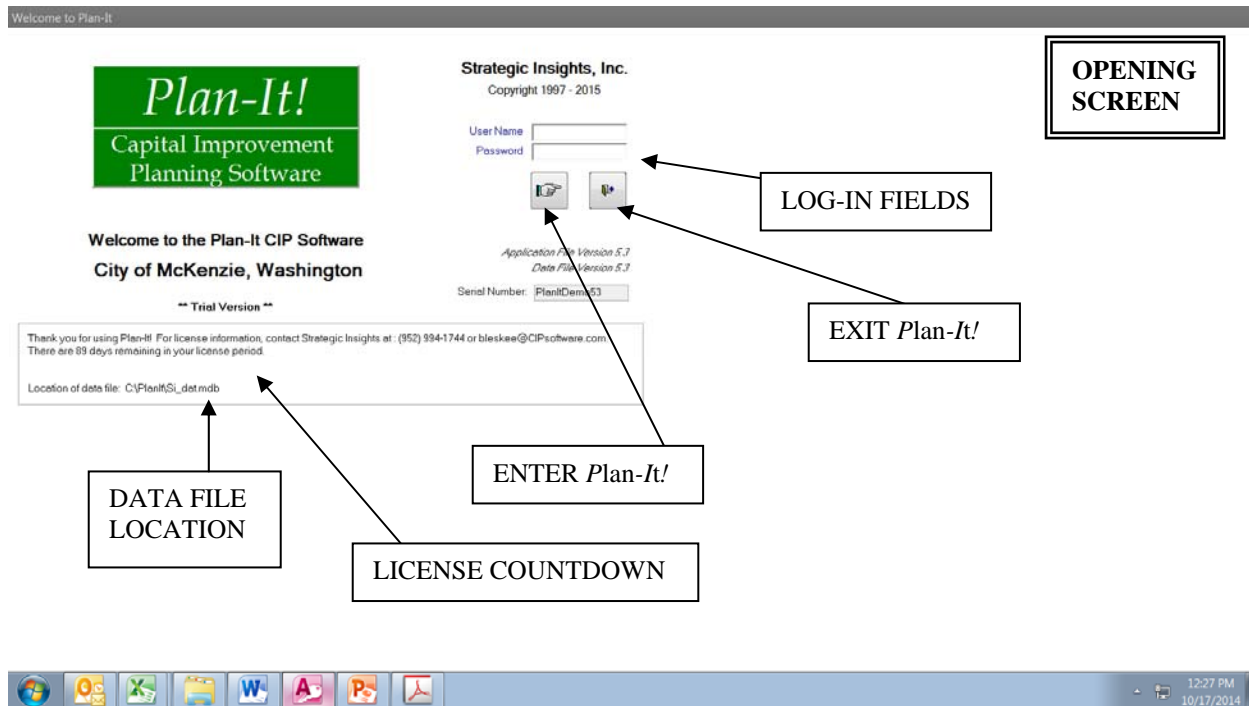 Welcome to Plan-It
Plan-It!
Capital Improvement
Planning Software
Strategic Insights, Inc.
Copyright 1997 - 2015
User Name
Password
OPENING
SCREEN
LOG-IN FIELDS
Welcome to the Plan-It CIP Software
City of McKenzie, Washington
** Trial Version **
Application File Version 5.3
Data File Version 5.3
Serial Number: PlanItDemo53
EXIT Plan-It!
Thank you for using Plan-It! For license information, contact Strategic Insights at : (952) 994-1744 or bleskee@CIPsoftware.com
There are 89 days remaining in your license period.
Location of data file: C:\PlanIt\Si_dat.mdb
ENTER Plan-It!
DATA FILE
LOCATION
LICENSE COUNTDOWN
12:27 PM
10/17/2014